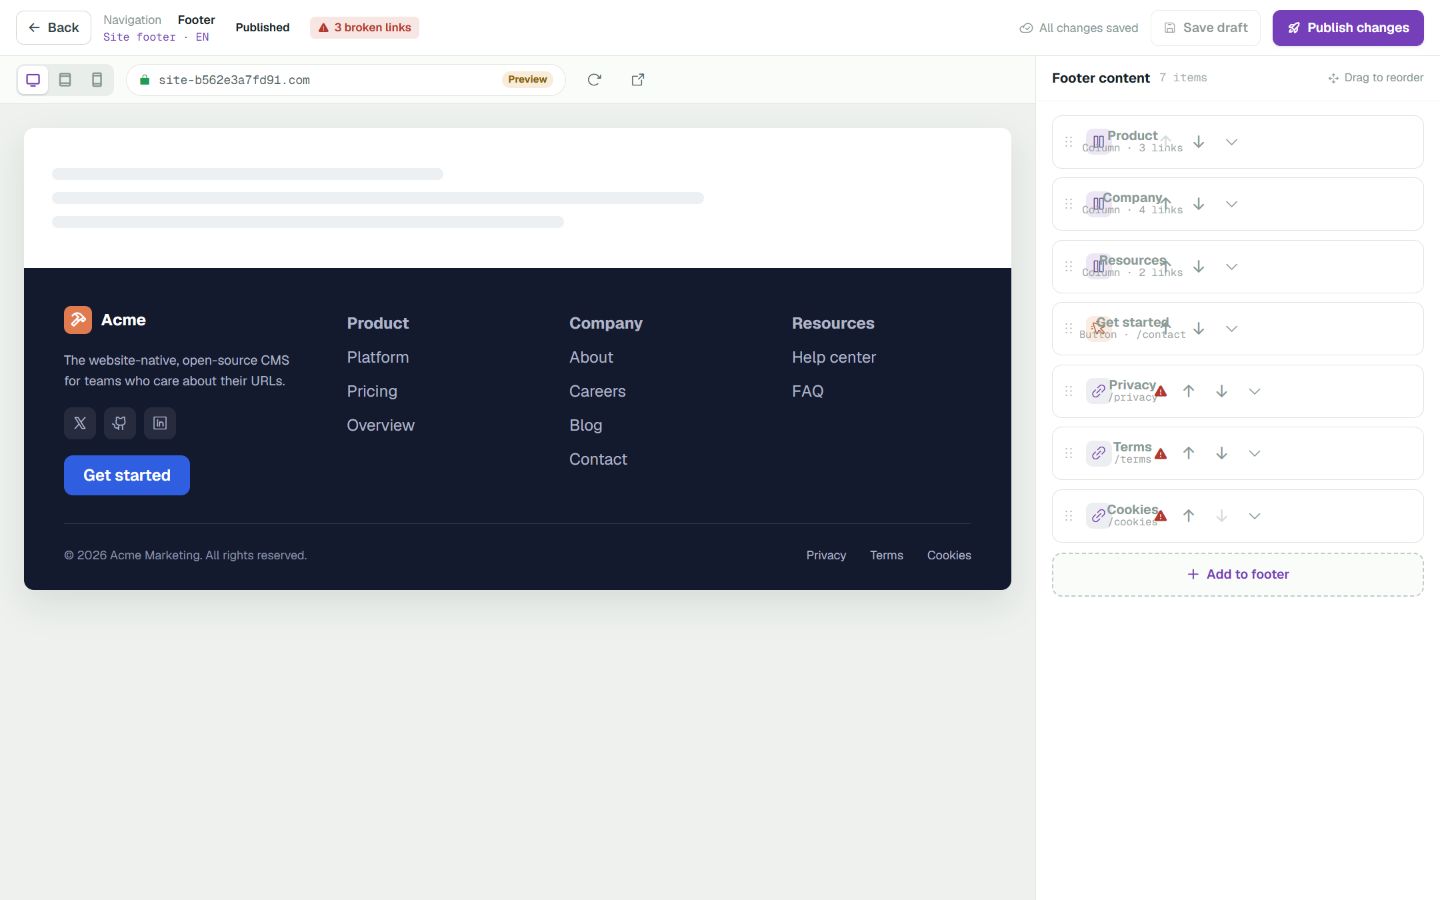 Back
Navigation Footer
Site footer · EN
Published
3 broken links
All changes saved
Save draft
Publish changes
site-b562e3a7fd91.com
Preview
Acme
The website-native, open-source CMS
for teams who care about their URLs.
Get started
Product
Platform
Pricing
Overview
Company
About
Careers
Blog
Contact
Resources
Help center
FAQ
© 2026 Acme Marketing. All rights reserved.
Privacy Terms Cookies
Footer content 7 items
Drag to reorder
Product
Column · 3 links
Company
Column · 4 links
Resources
Column · 2 links
Get started
Button · /contact
Privacy
/privacy
Terms
/terms
Cookies
/cookies
Add to footer